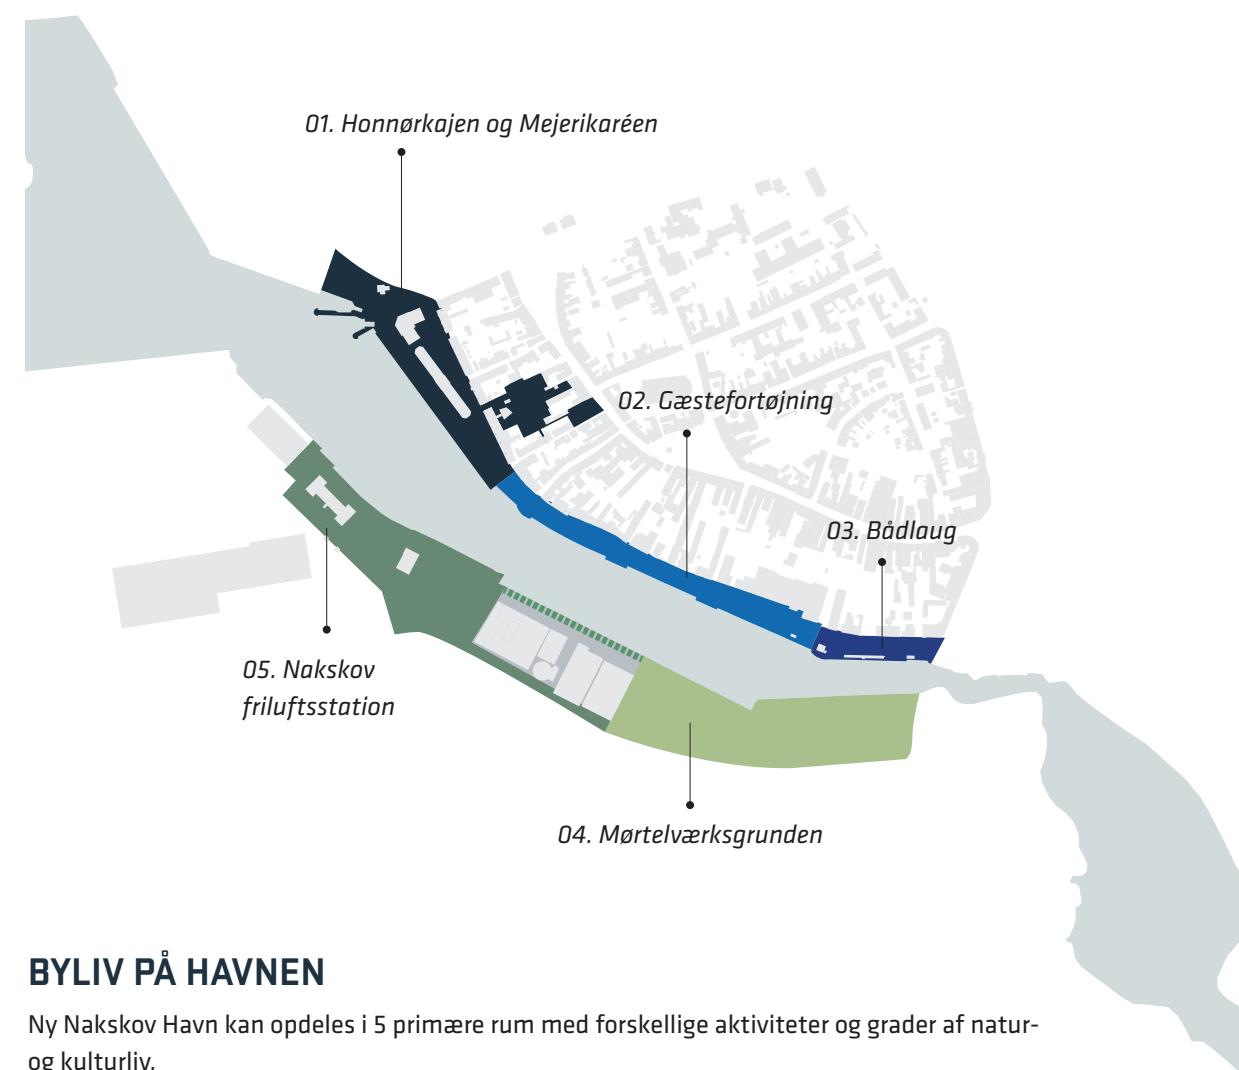 01. Honnørkajen og Mejerikaréen
02. Gæstefortøjning
03. Bådlaug
05. Nakskov
friluftsstation
04. Mørtelværksgrunden
BYLIV PÅ HAVNEN
Ny Nakskov Havn kan opdeles i 5 primære rum med forskellige aktiviteter og grader af natur-
og kulturliv.